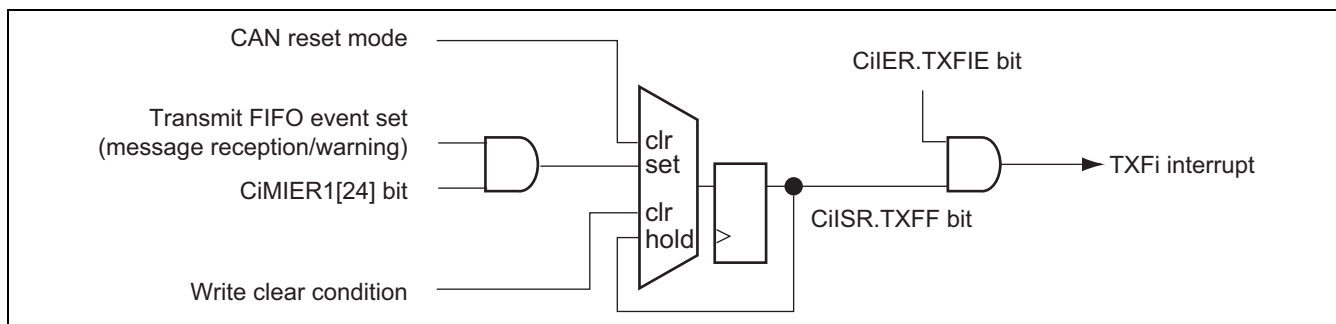 CAN reset mode
CiIER.TXFIE bit
Transmit FIFO event set
(message reception/warning)
clr
set
TXFi interrupt
CiMIER1[24] bit
clr
hold
CiISR.TXFF bit
Write clear condition